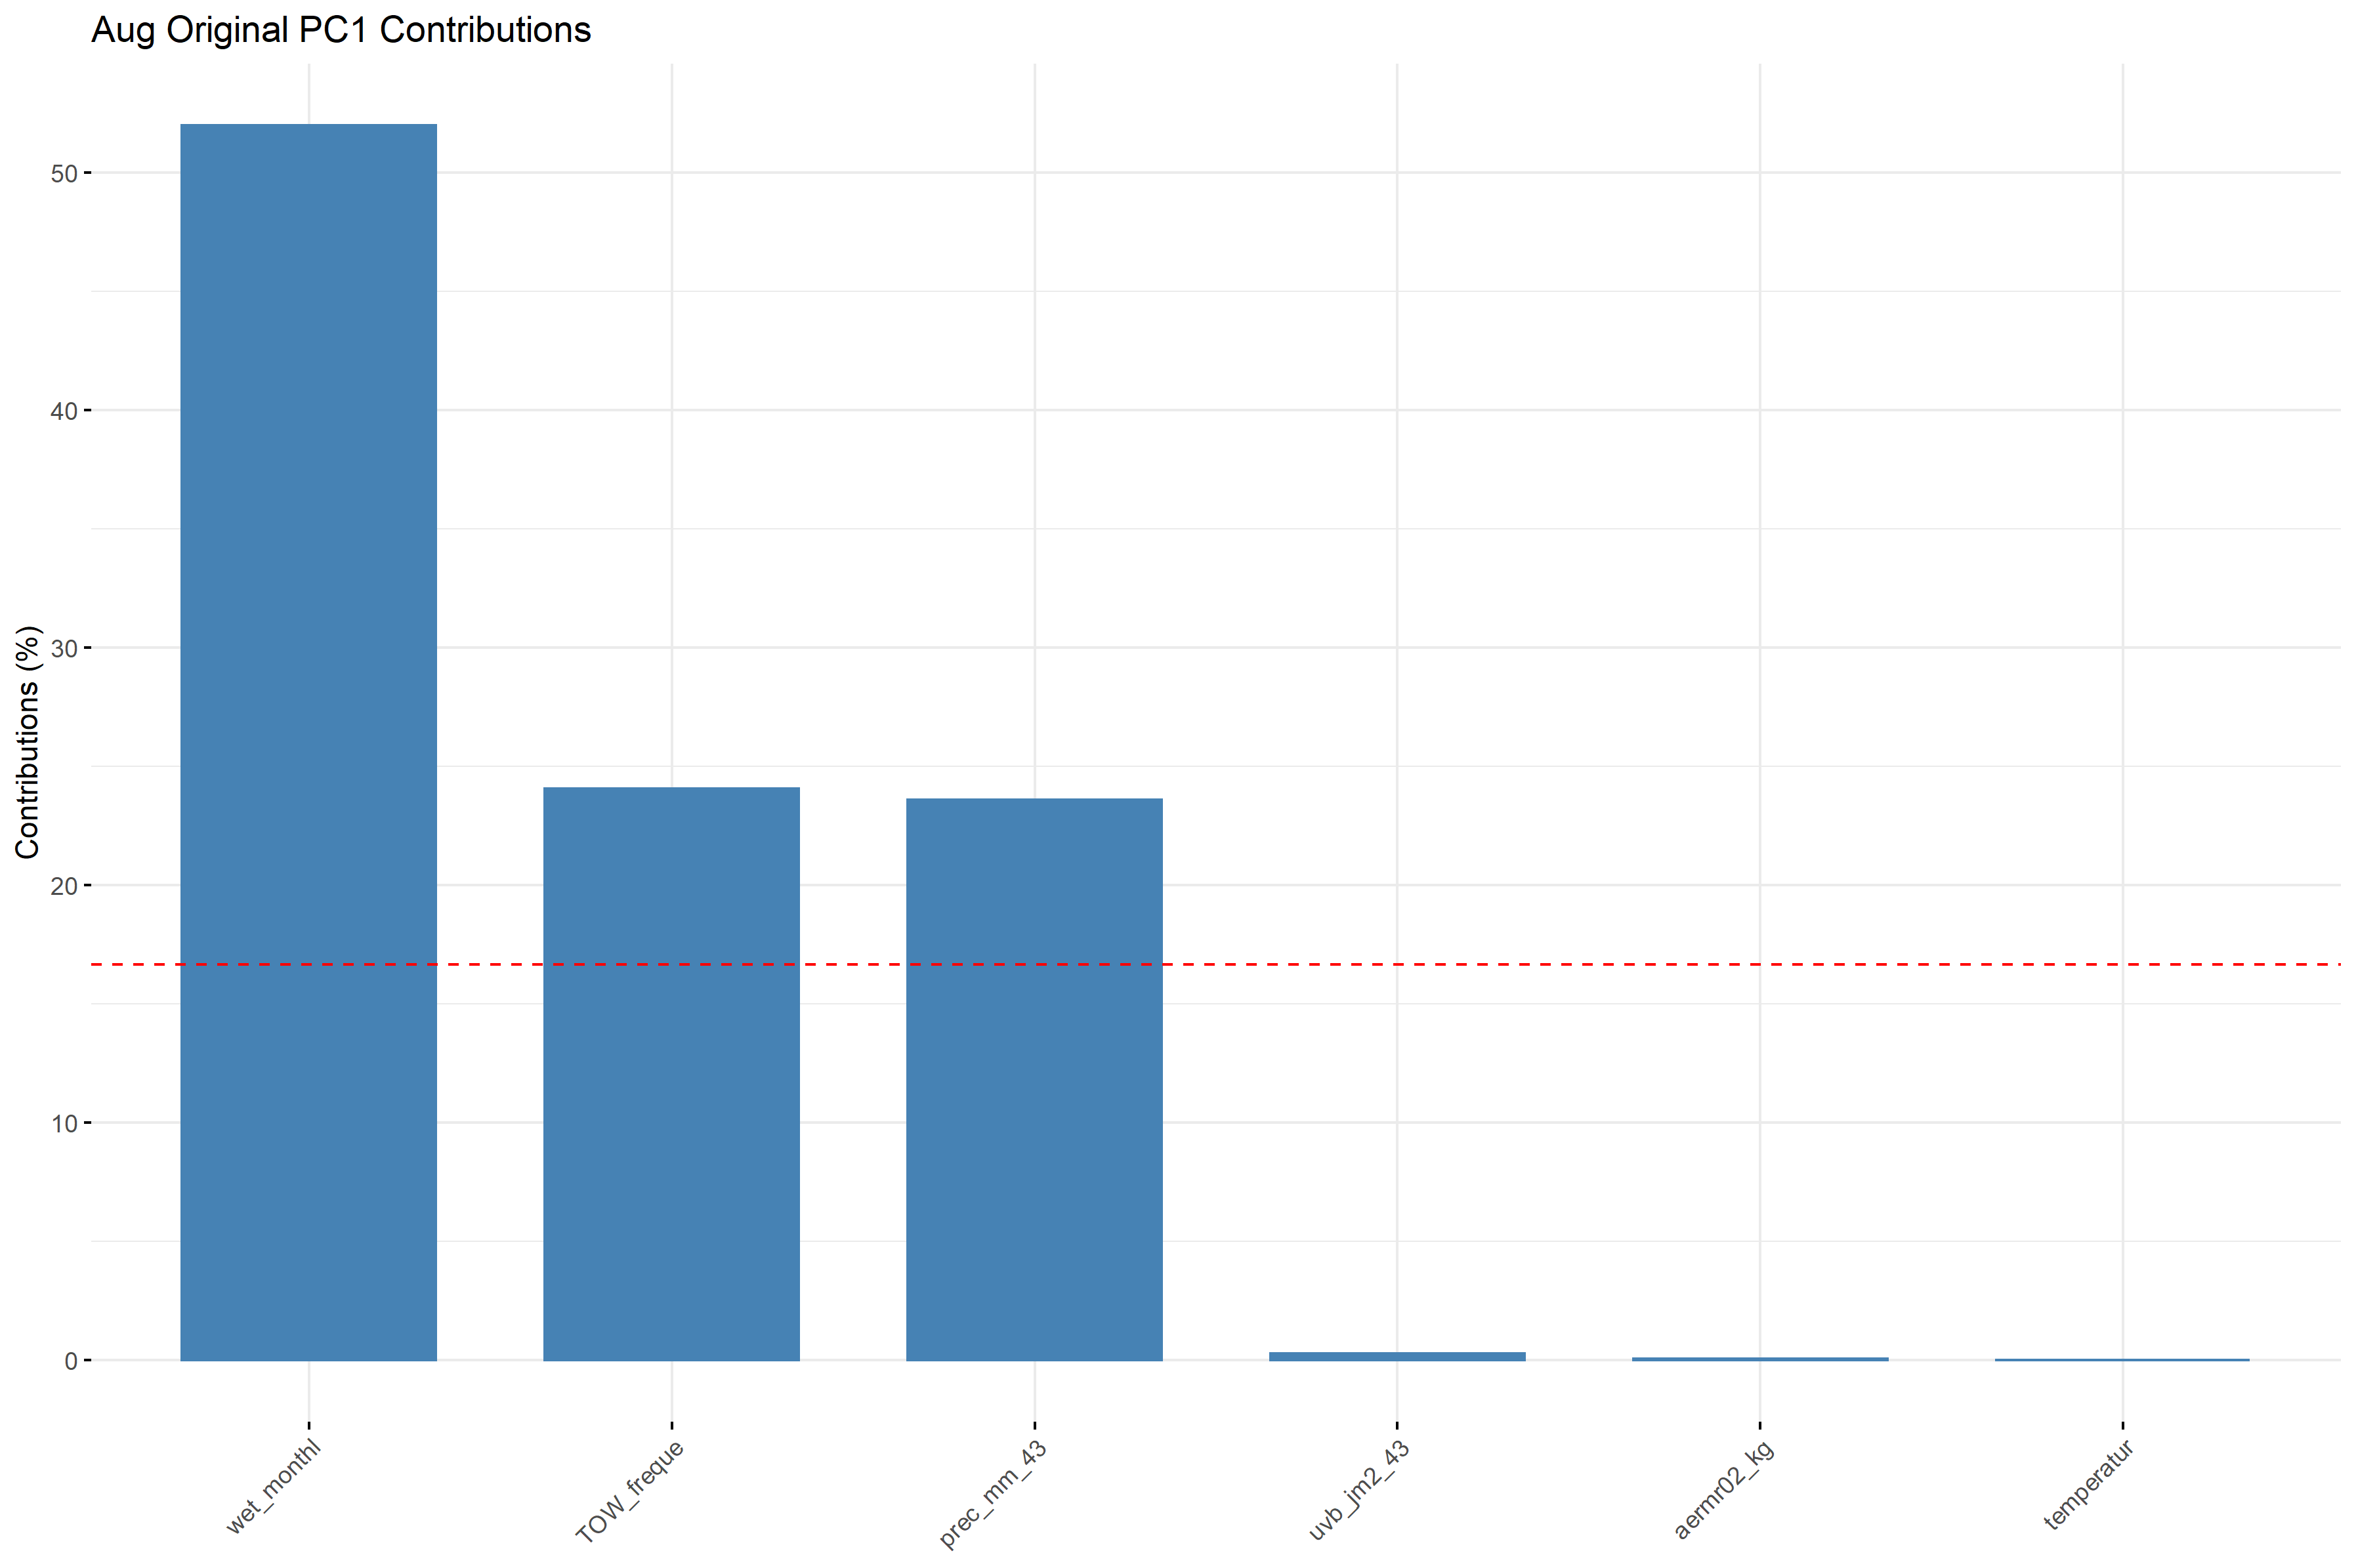 Aug Original PC1 Contributions
Contributions (%)
50
40
30
20
10
0
wet_monthl
TOW_freque
prec_mm_43
uvb_jm2_43
aermr02_kg
temperatur